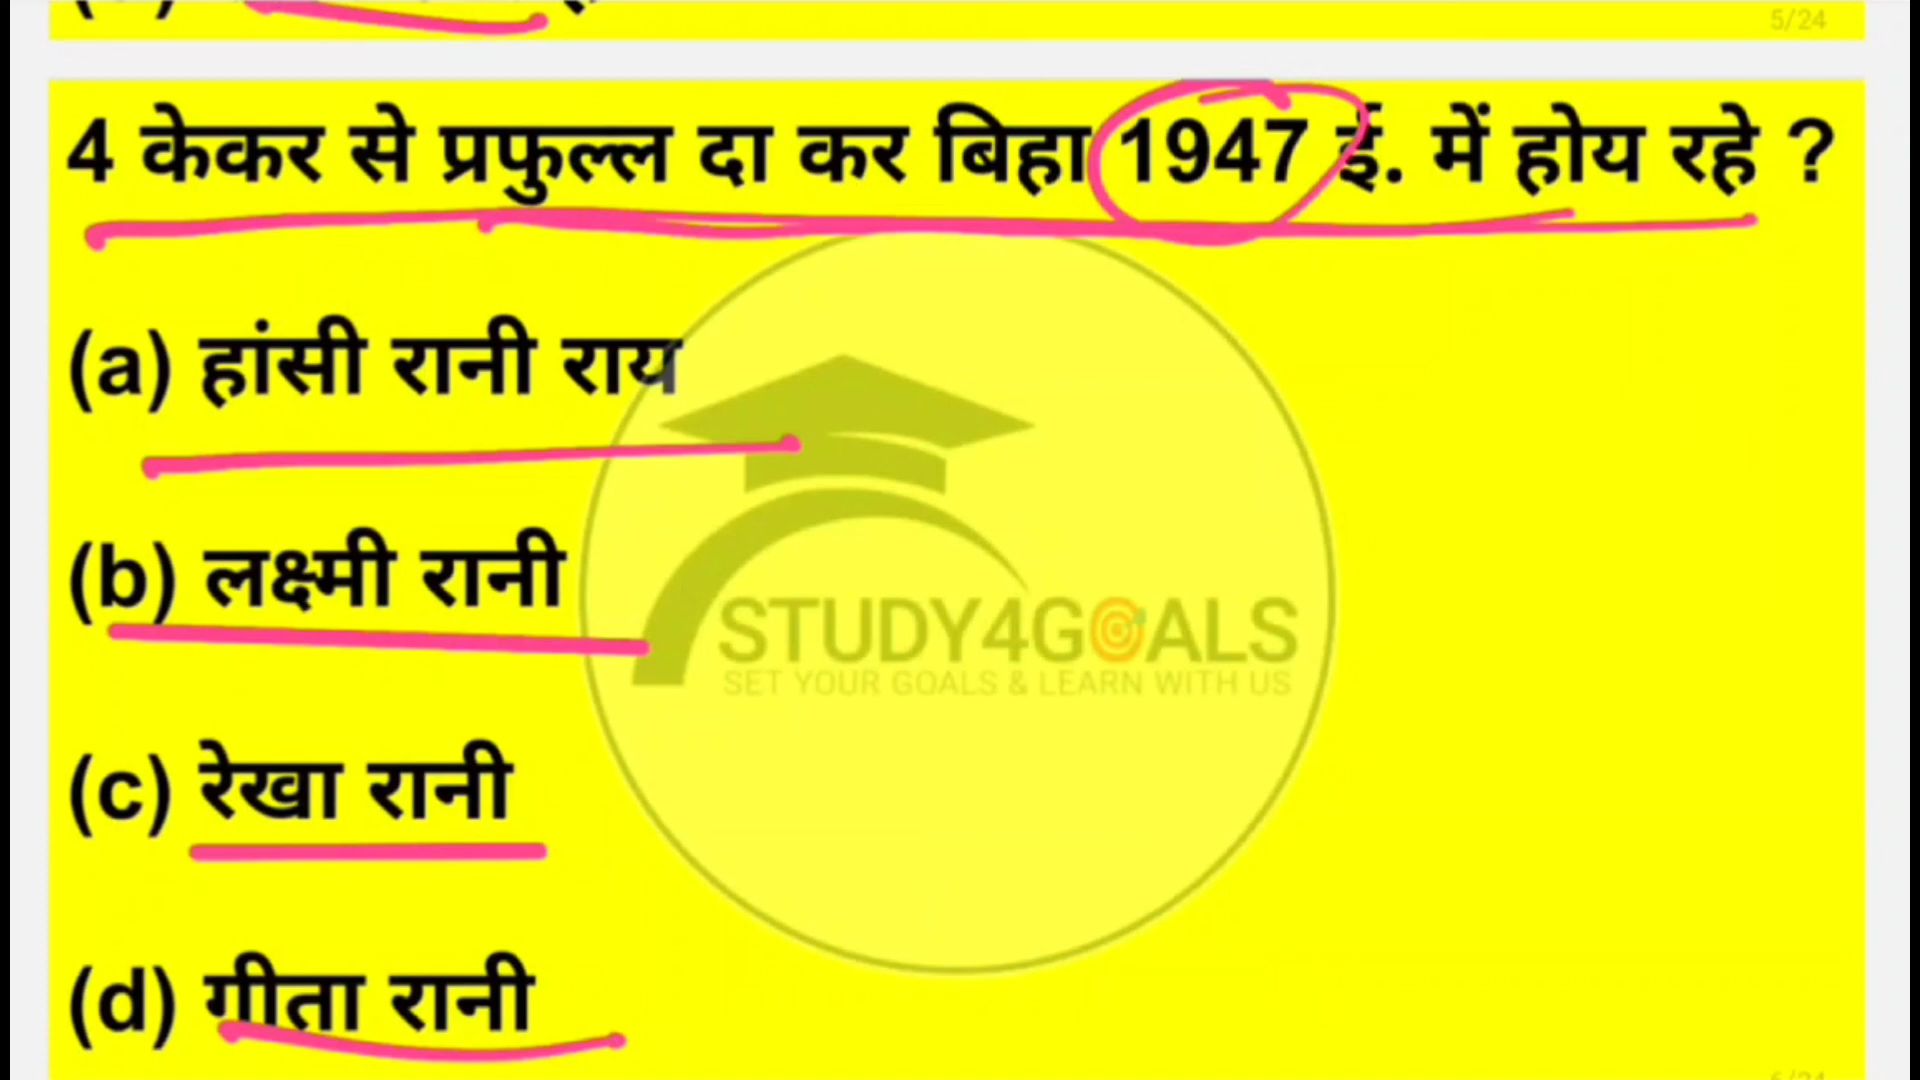 5/24
4 केकर से प्रफुल्ल दा कर बिहा 1947 ई. में होय रहे ?
(a) हांसी रानी राय
(b) लक्ष्मी रानी
STUDY4GOALS
SET YOUR GOALS & LEARN WITH US
(c) रेखा रानी
(d) गीता रानी